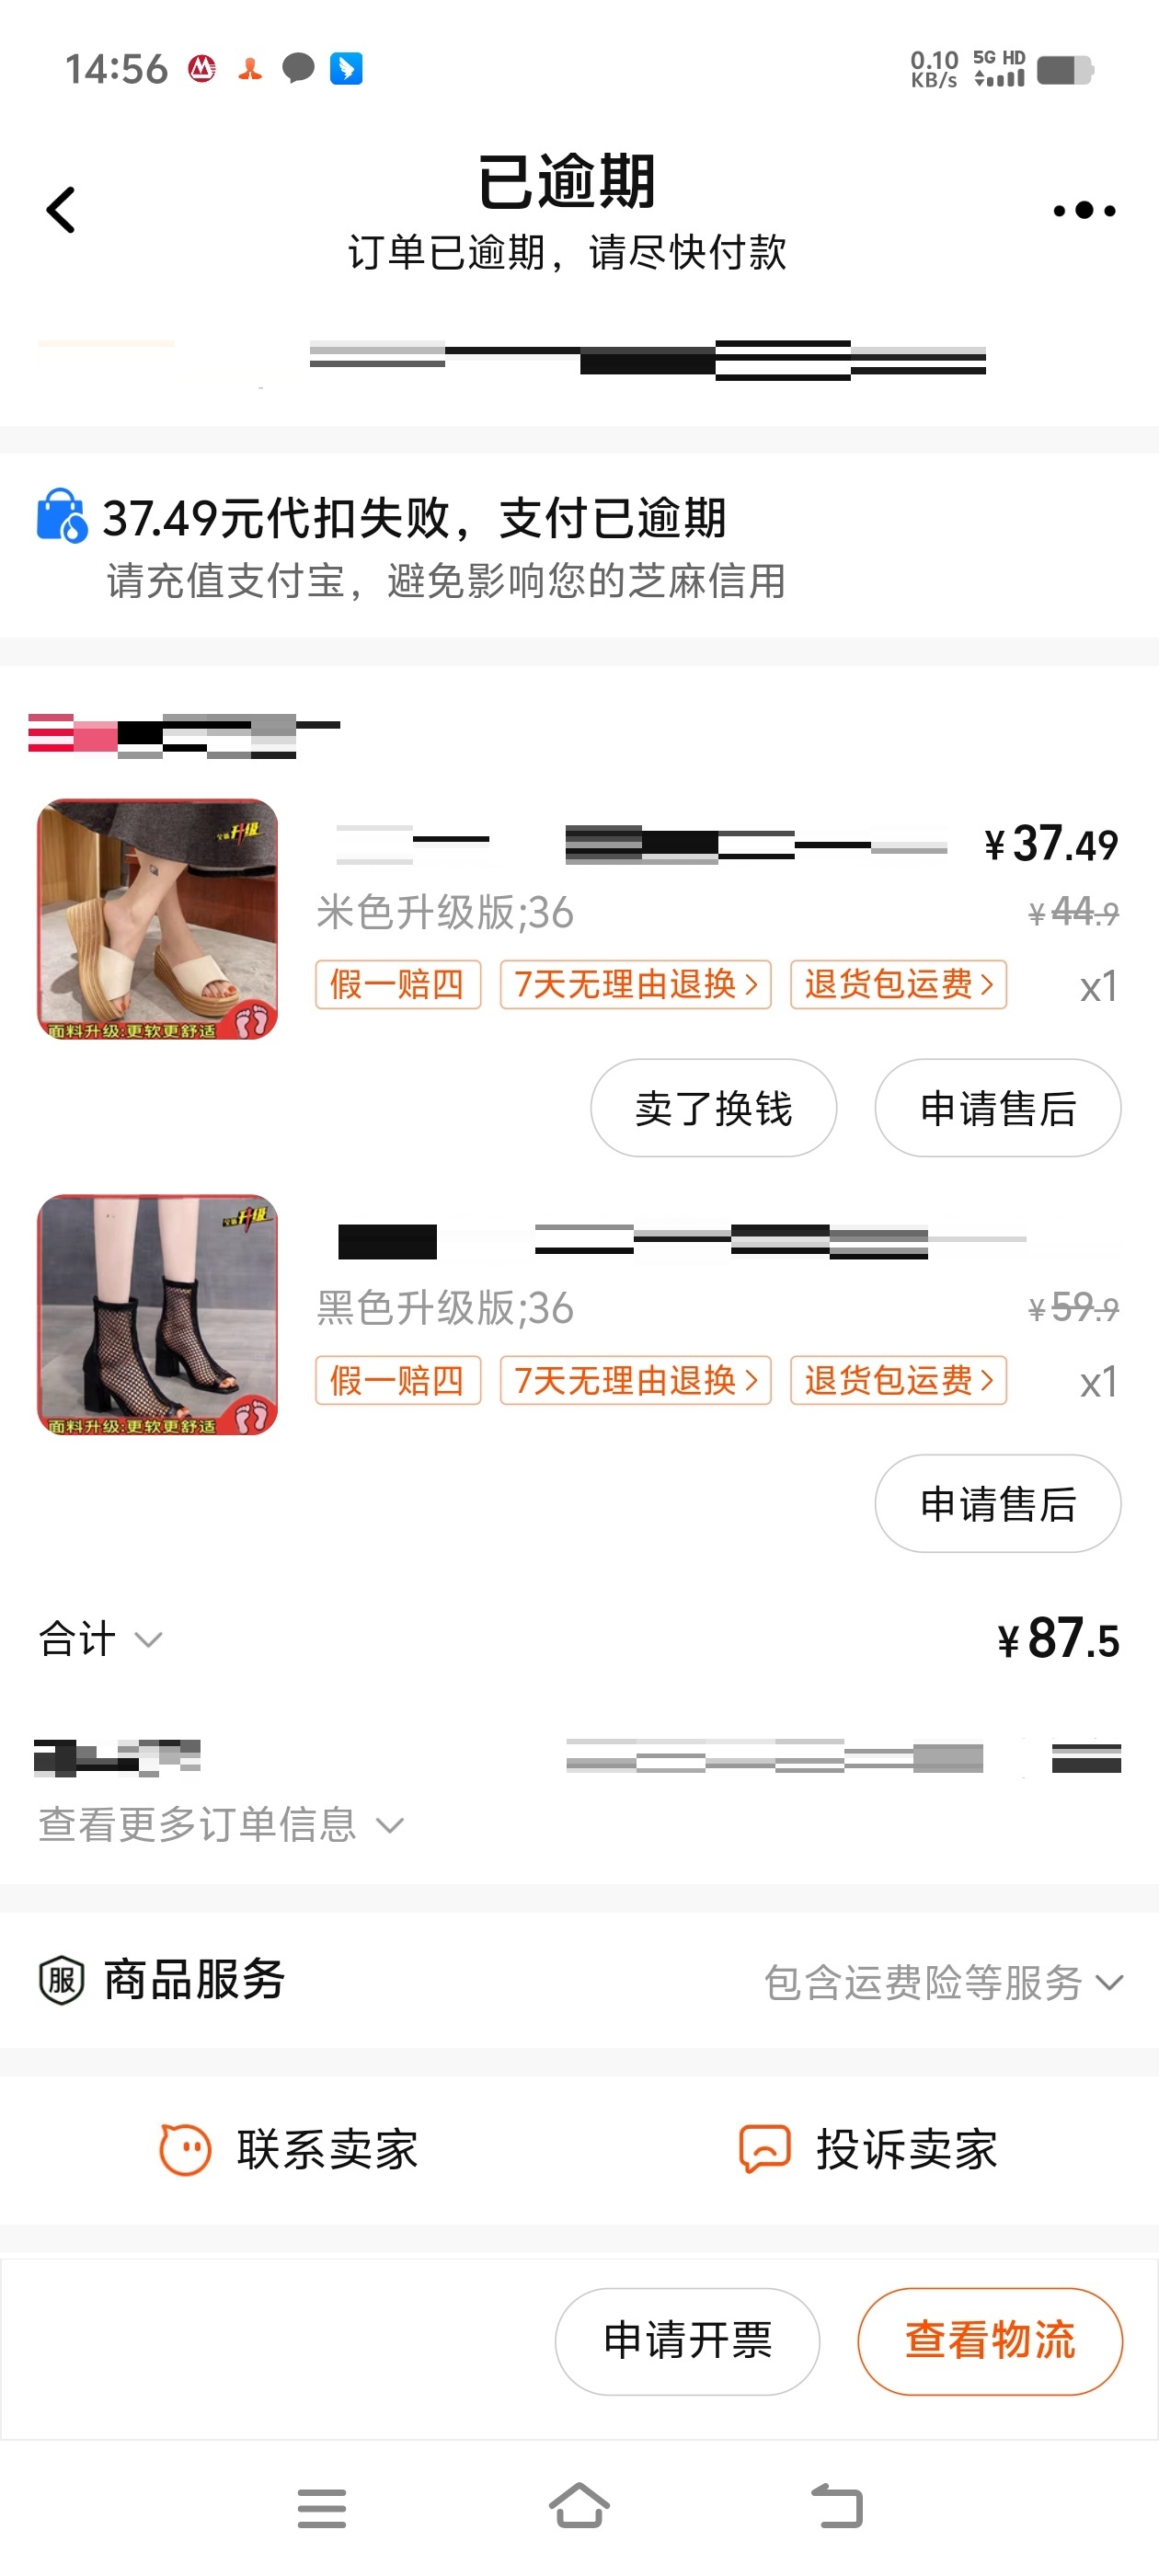 14:56
0.10 KB/s 5G HD
已逾期
订单已逾期，请尽快付款
37.49元代扣失败，支付已逾期
请充值支付宝，避免影响您的芝麻信用
¥37.49
米色升级版;36 ¥44.9
假一赔四 7天无理由退换 退货包运费 x1
升级
面料升级:更软更舒适
卖了换钱 申请售后
黑色升级版;36 ¥59.9
假一赔四 7天无理由退换 退货包运费 x1
升级
面料升级:更软更舒适
申请售后
合计 ¥87.5
查看更多订单信息
服 商品服务 包含运费险等服务
联系卖家 投诉卖家
申请开票 查看物流